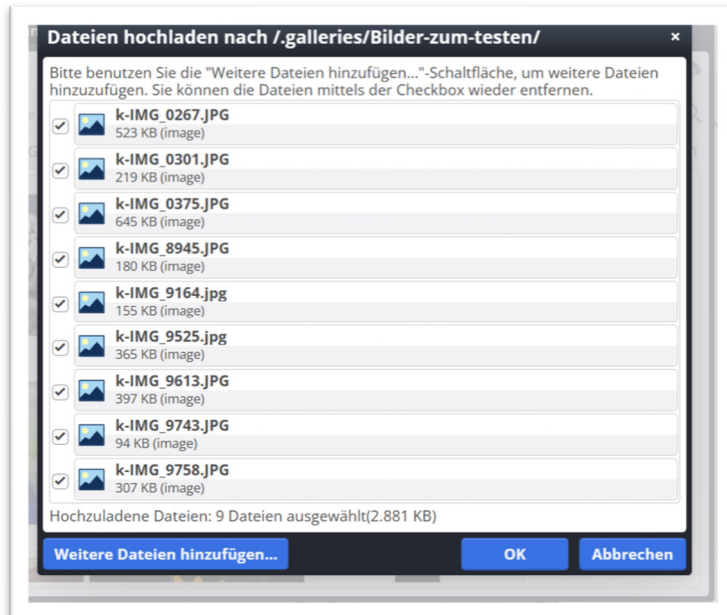 Dateien hochladen nach /.galleries/Bilder-zum-testen/ ×
Bitte benutzen Sie die "Weitere Dateien hinzufügen..."-Schaltfläche, um weitere Dateien
hinzuzufügen. Sie können die Dateien mittels der Checkbox wieder entfernen.
k-IMG_0267.JPG
523 KB (image)
k-IMG_0301.JPG
219 KB (image)
k-IMG_0375.JPG
645 KB (image)
k-IMG_8945.JPG
180 KB (image)
k-IMG_9164.jpg
155 KB (image)
k-IMG_9525.jpg
365 KB (image)
k-IMG_9613.JPG
397 KB (image)
k-IMG_9743.JPG
94 KB (image)
k-IMG_9758.JPG
307 KB (image)
Hochzuladene Dateien: 9 Dateien ausgewählt(2.881 KB)
Weitere Dateien hinzufügen... OK Abbrechen